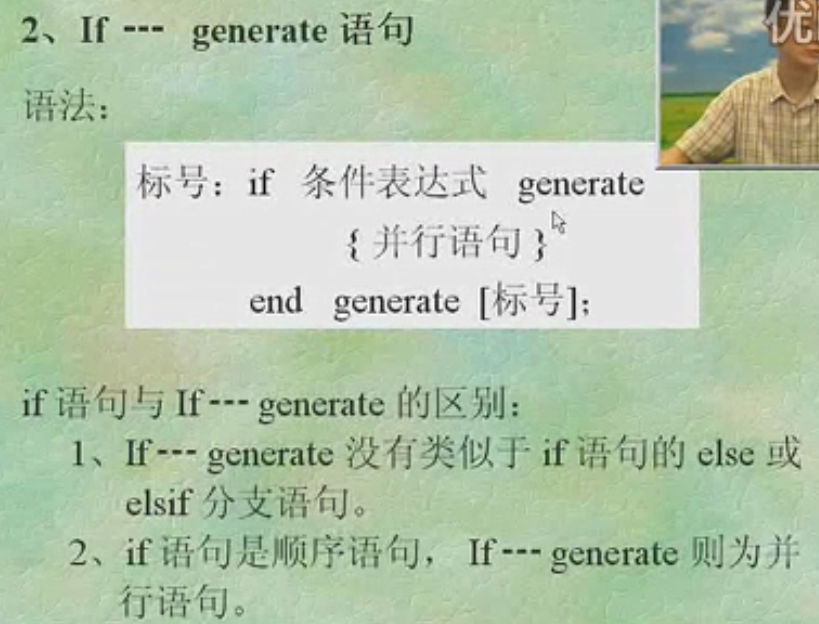 2、If --- generate 语句
优
语法：
标号：if 条件表达式 generate
{ 并行语句 }
end generate [标号];
if 语句与 If --- generate 的区别：
1、If --- generate 没有类似于 if 语句的 else 或
elsif 分支语句。
2、if 语句是顺序语句， If --- generate 则为并
行语句。